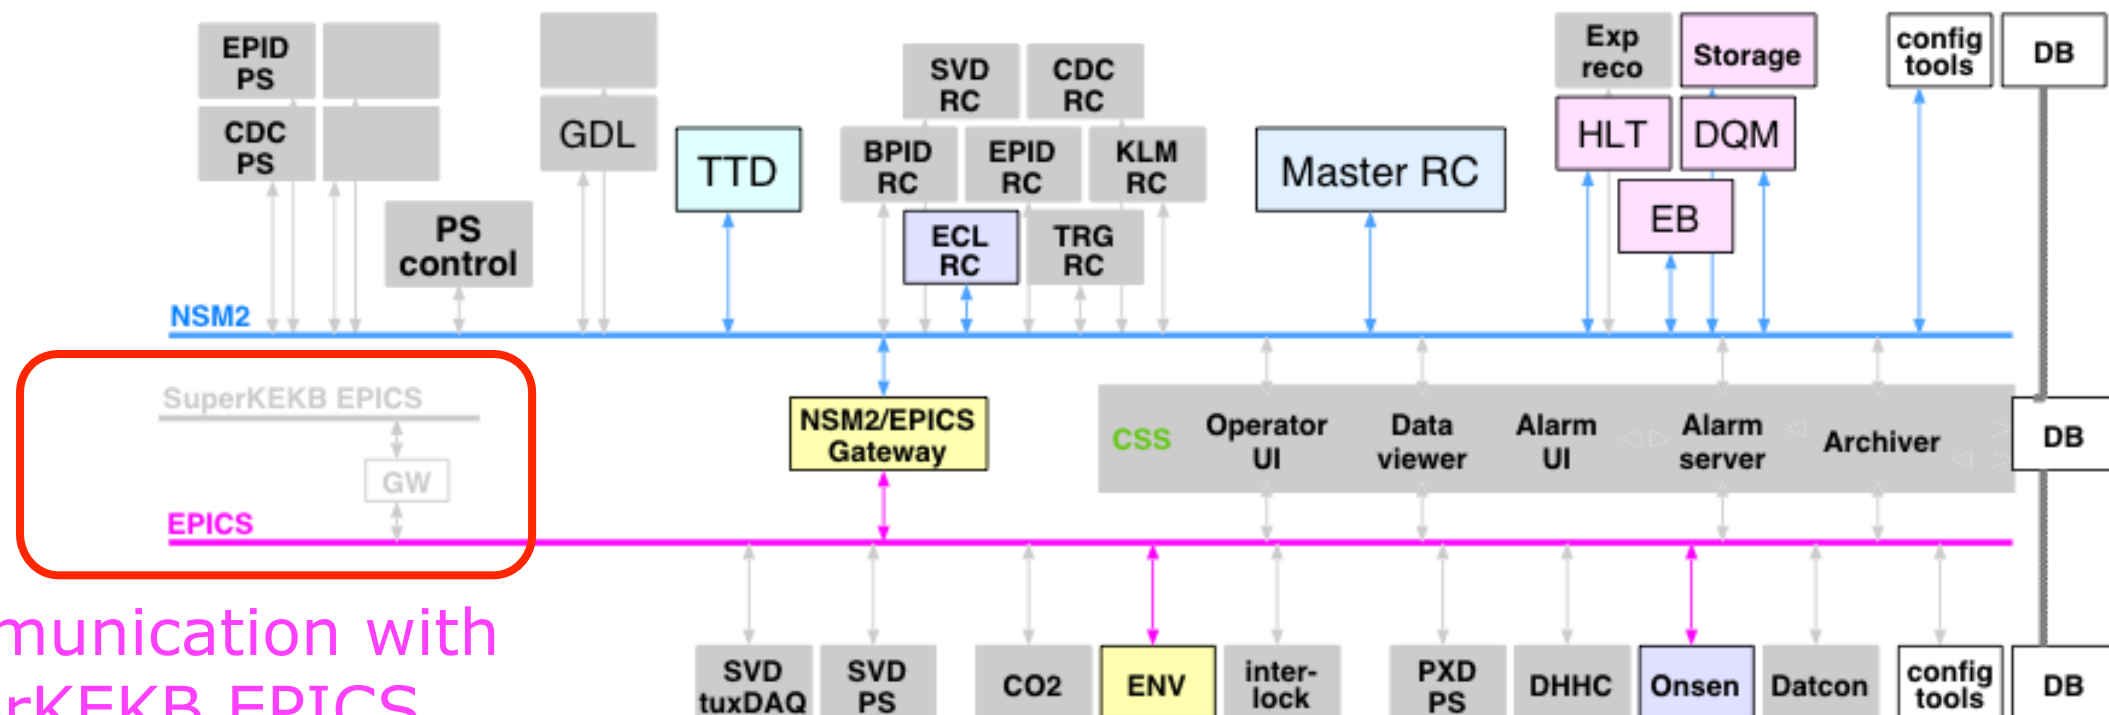 EPID
PS
CDC
PS
PS
control
GDL
TTD
SVD
RC
CDC
RC
BPID
RC
EPID
RC
KLM
RC
ECL
RC
TRG
RC
Master RC
Exp
reco
Storage
HLT
DQM
EB
config
tools
DB
NSM2
SuperKEKB EPICS
GW
EPICS
NSM2/EPICS
Gateway
CSS
Operator
UI
Data
viewer
Alarm
UI
Alarm
server
Archiver
DB
munication with
rKEKB EPICS
SVD
tuxDAQ
SVD
PS
CO2
ENV
inter-
lock
PXD
PS
DHHC
Onsen
Datcon
config
tools
DB